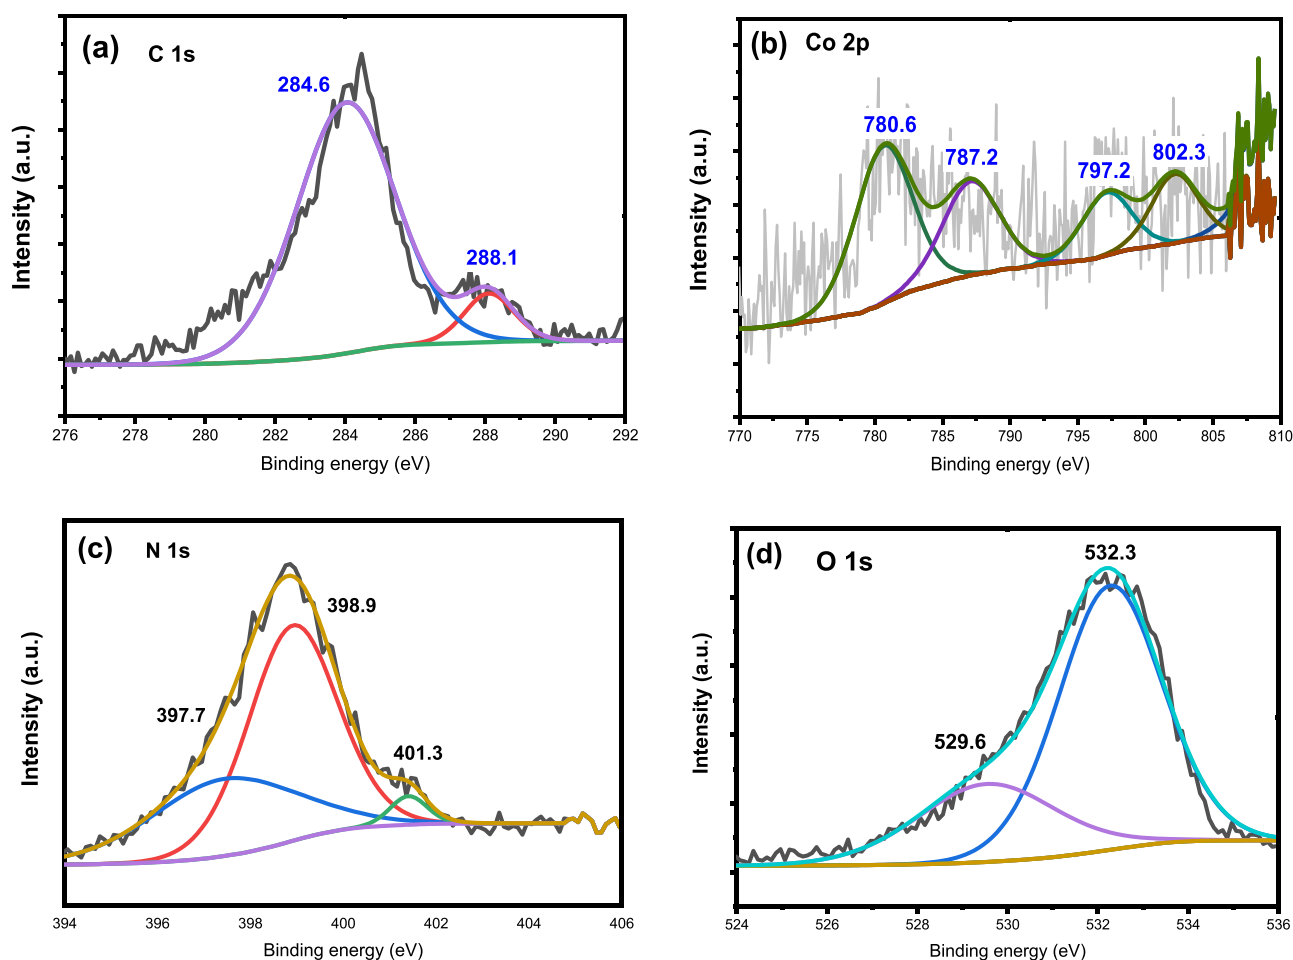 (a) C 1s
284.6
288.1
Intensity (a.u.)
276 278 280 282 284 286 288 290 292
Binding energy (eV)
(b) Co 2p
780.6
787.2
797.2
802.3
Intensity (a.u.)
770 775 780 785 790 795 800 805 810
Binding energy (eV)
(c) N 1s
398.9
397.7
401.3
Intensity (a.u.)
394 396 398 400 402 404 406
Binding energy (eV)
(d) O 1s
532.3
529.6
Intensity (a.u.)
524 526 528 530 532 534 536
Binding energy (eV)